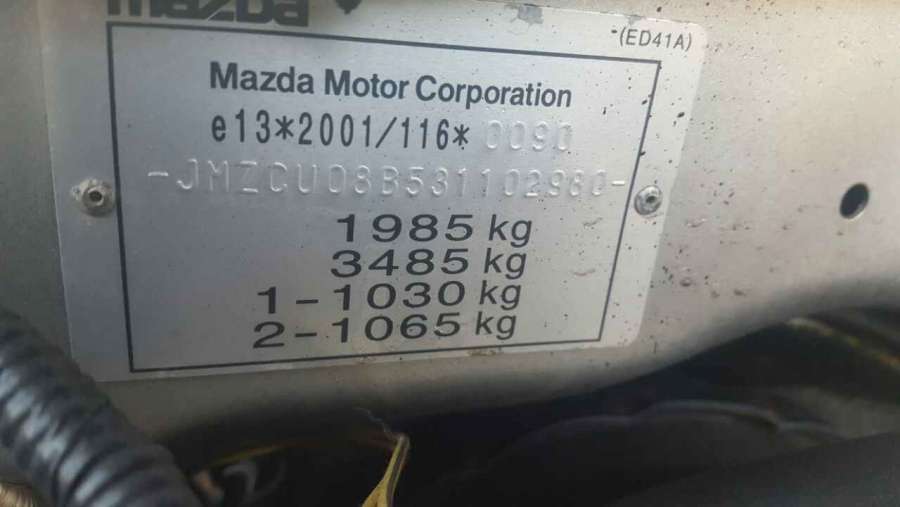 mazda
(ED41A)
Mazda Motor Corporation
e13*2001/116* 0090
-JMZCU08B531102980-
1985 kg
3485 kg
1-1030 kg
2-1065 kg